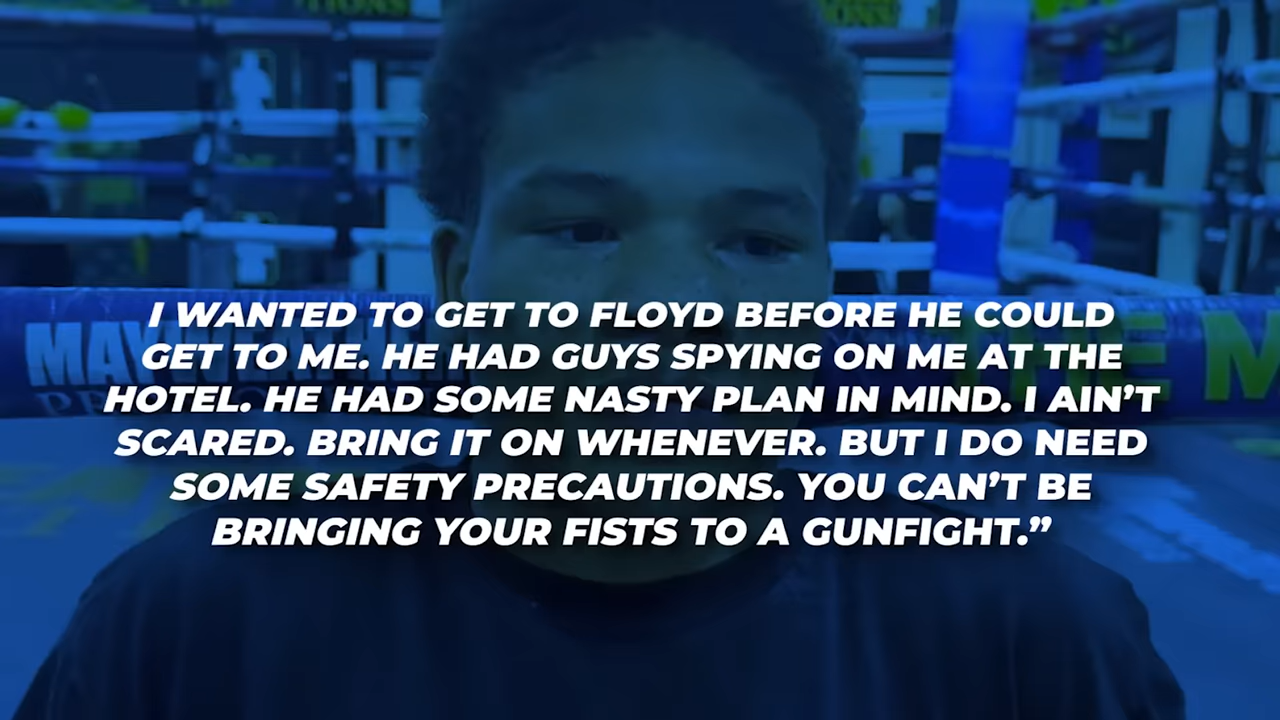 I WANTED TO GET TO FLOYD BEFORE HE COULD
GET TO ME. HE HAD GUYS SPYING ON ME AT THE
HOTEL. HE HAD SOME NASTY PLAN IN MIND. I AIN’T
SCARED. BRING IT ON WHENEVER. BUT I DO NEED
SOME SAFETY PRECAUTIONS. YOU CAN’T BE
BRINGING YOUR FISTS TO A GUNFIGHT.”